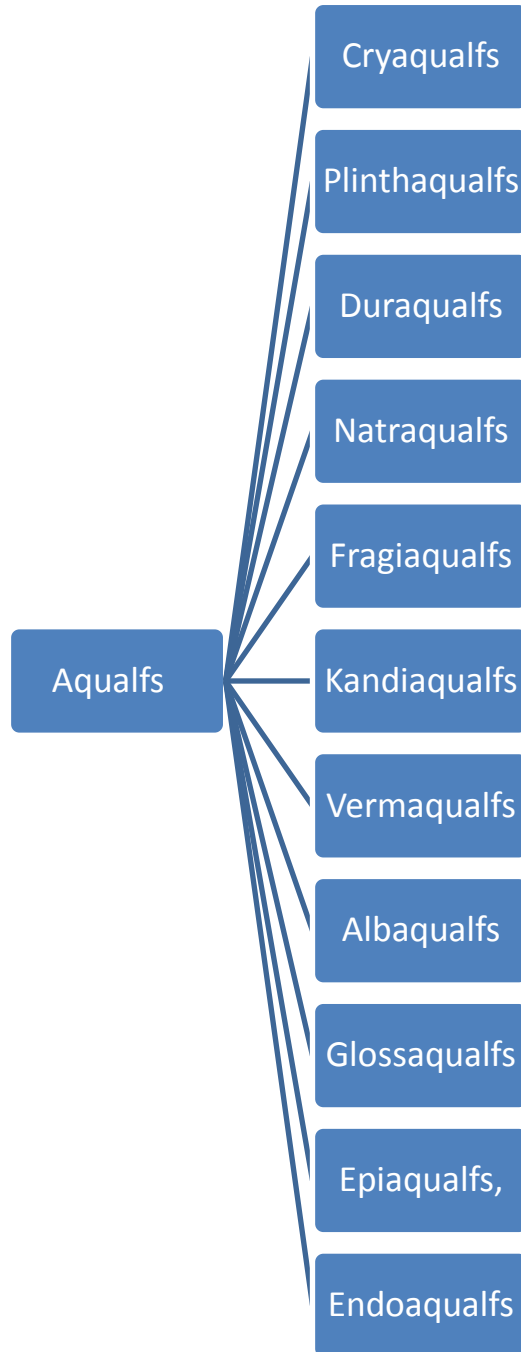 Cryaqualfs
Plinthaqualfs
Duraqualfs
Natraqualfs
Fragiaqualfs
Aqualfs
Kandiaqualfs
Vermaqualfs
Albaqualfs
Glossaqualfs
Epiaqualfs,
Endoaqualfs